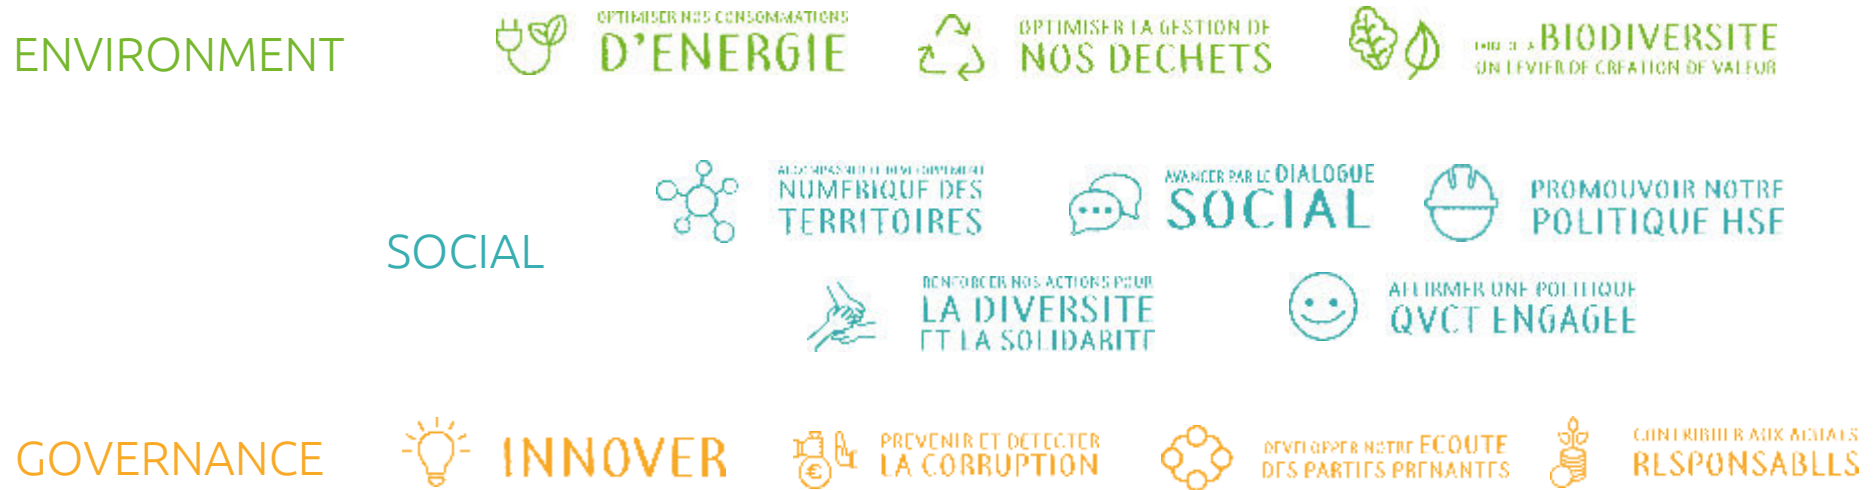 ENVIRONMENT
OPTIMISER NOS CONSOMMATIONS
D'ENERGIE
OPTIMISER LA GESTION DE
NOS DECHETS
BIODIVERSITE
UN LEVIER DE CREATION DE VALEUR
SOCIAL
ACCOMPAGNER LE DEVELOPPEMENT
NUMERIQUE DES
TERRITOIRES
AVANCER PAR LE DIALOGUE
SOCIAL
PROMOUVOIR NOTRE
POLITIQUE HSE
RENFORCER NOS ACTIONS POUR
LA DIVERSITE
ET LA SOLIDARITE
AFFIRMER UNE POLITIQUE
QVCT ENGAGEE
GOVERNANCE
INNOVER
PREVENIR ET DETECTER
LA CORRUPTION
DEVELOPPER NOTRE ECOUTE
DES PARTIES PRENANTES
CONTRIBUER AUX ACHATS
RESPONSABLES